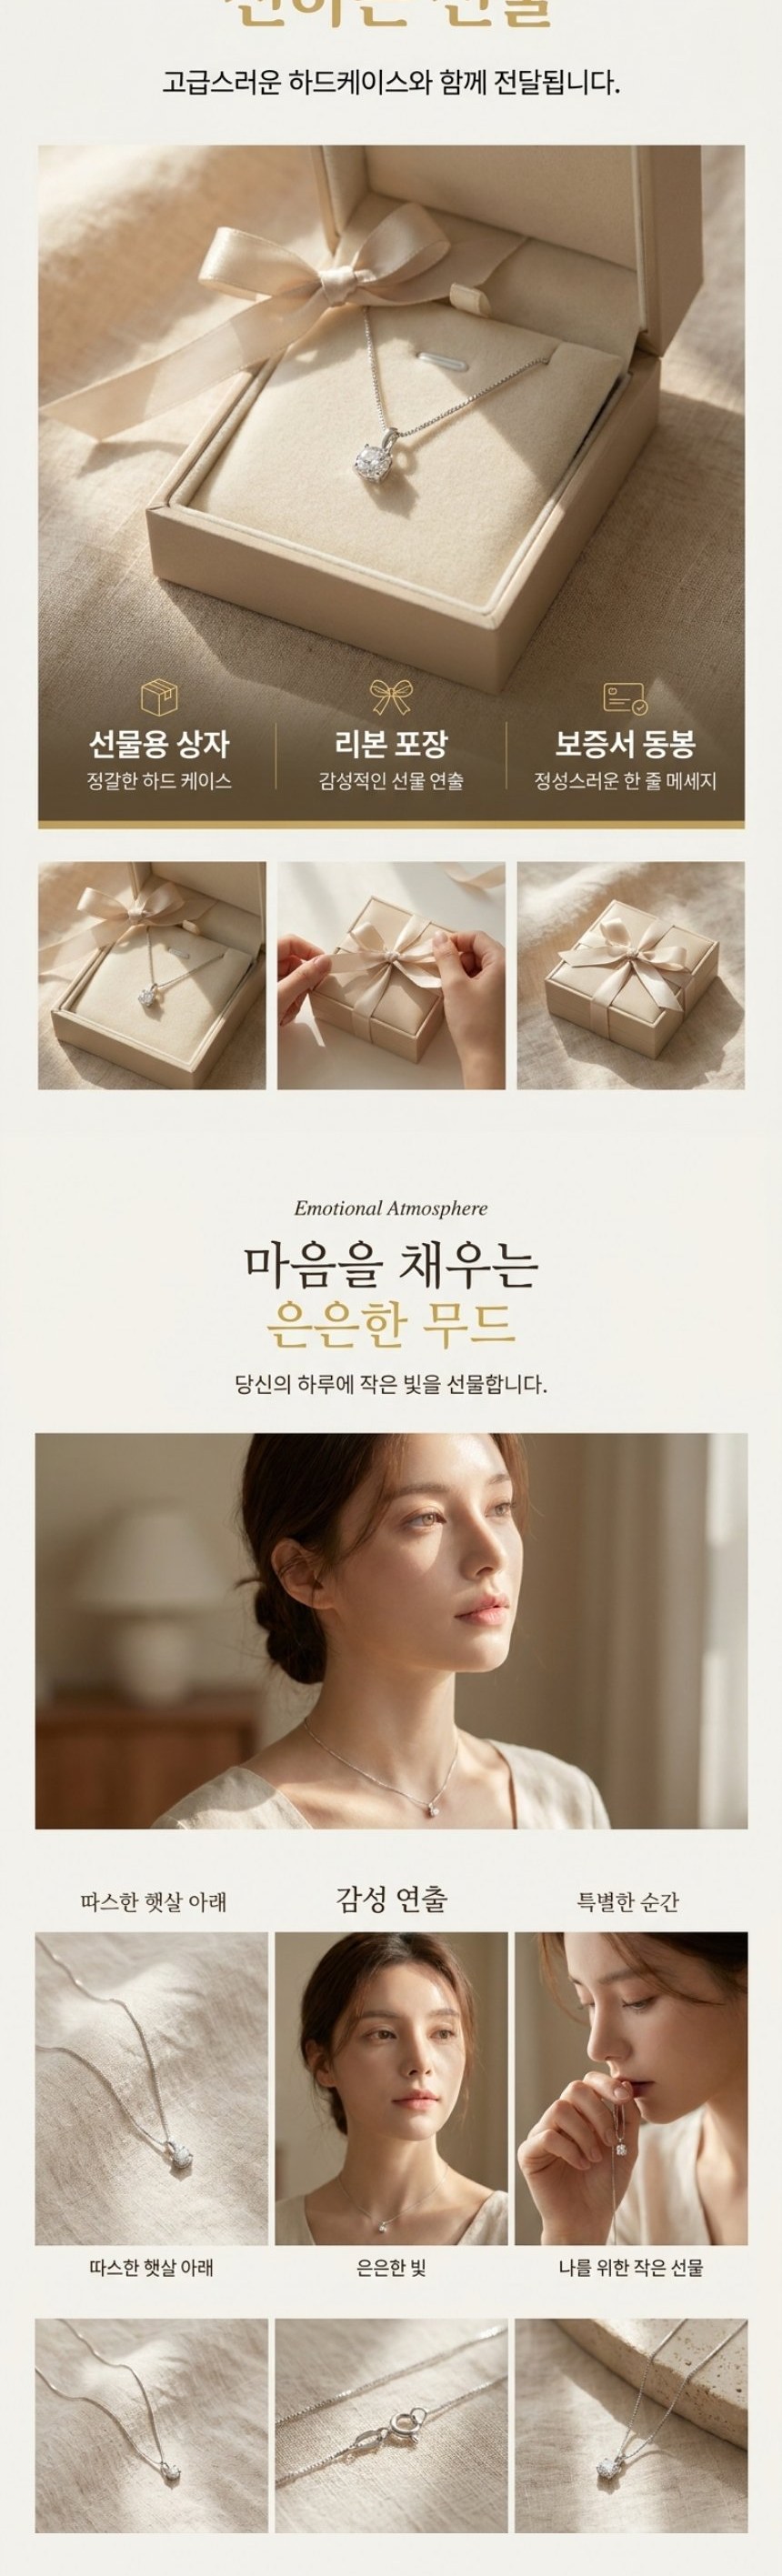 고급스러운 하드케이스와 함께 전달됩니다.
선물용 상자
정갈한 하드 케이스
리본 포장
감성적인 선물 연출
보증서 동봉
정성스러운 한 줄 메세지
Emotional Atmosphere
마음을 채우는
은은한 무드
당신의 하루에 작은 빛을 선물합니다.
따스한 햇살 아래
감성 연출
특별한 순간
따스한 햇살 아래
은은한 빛
나를 위한 작은 선물